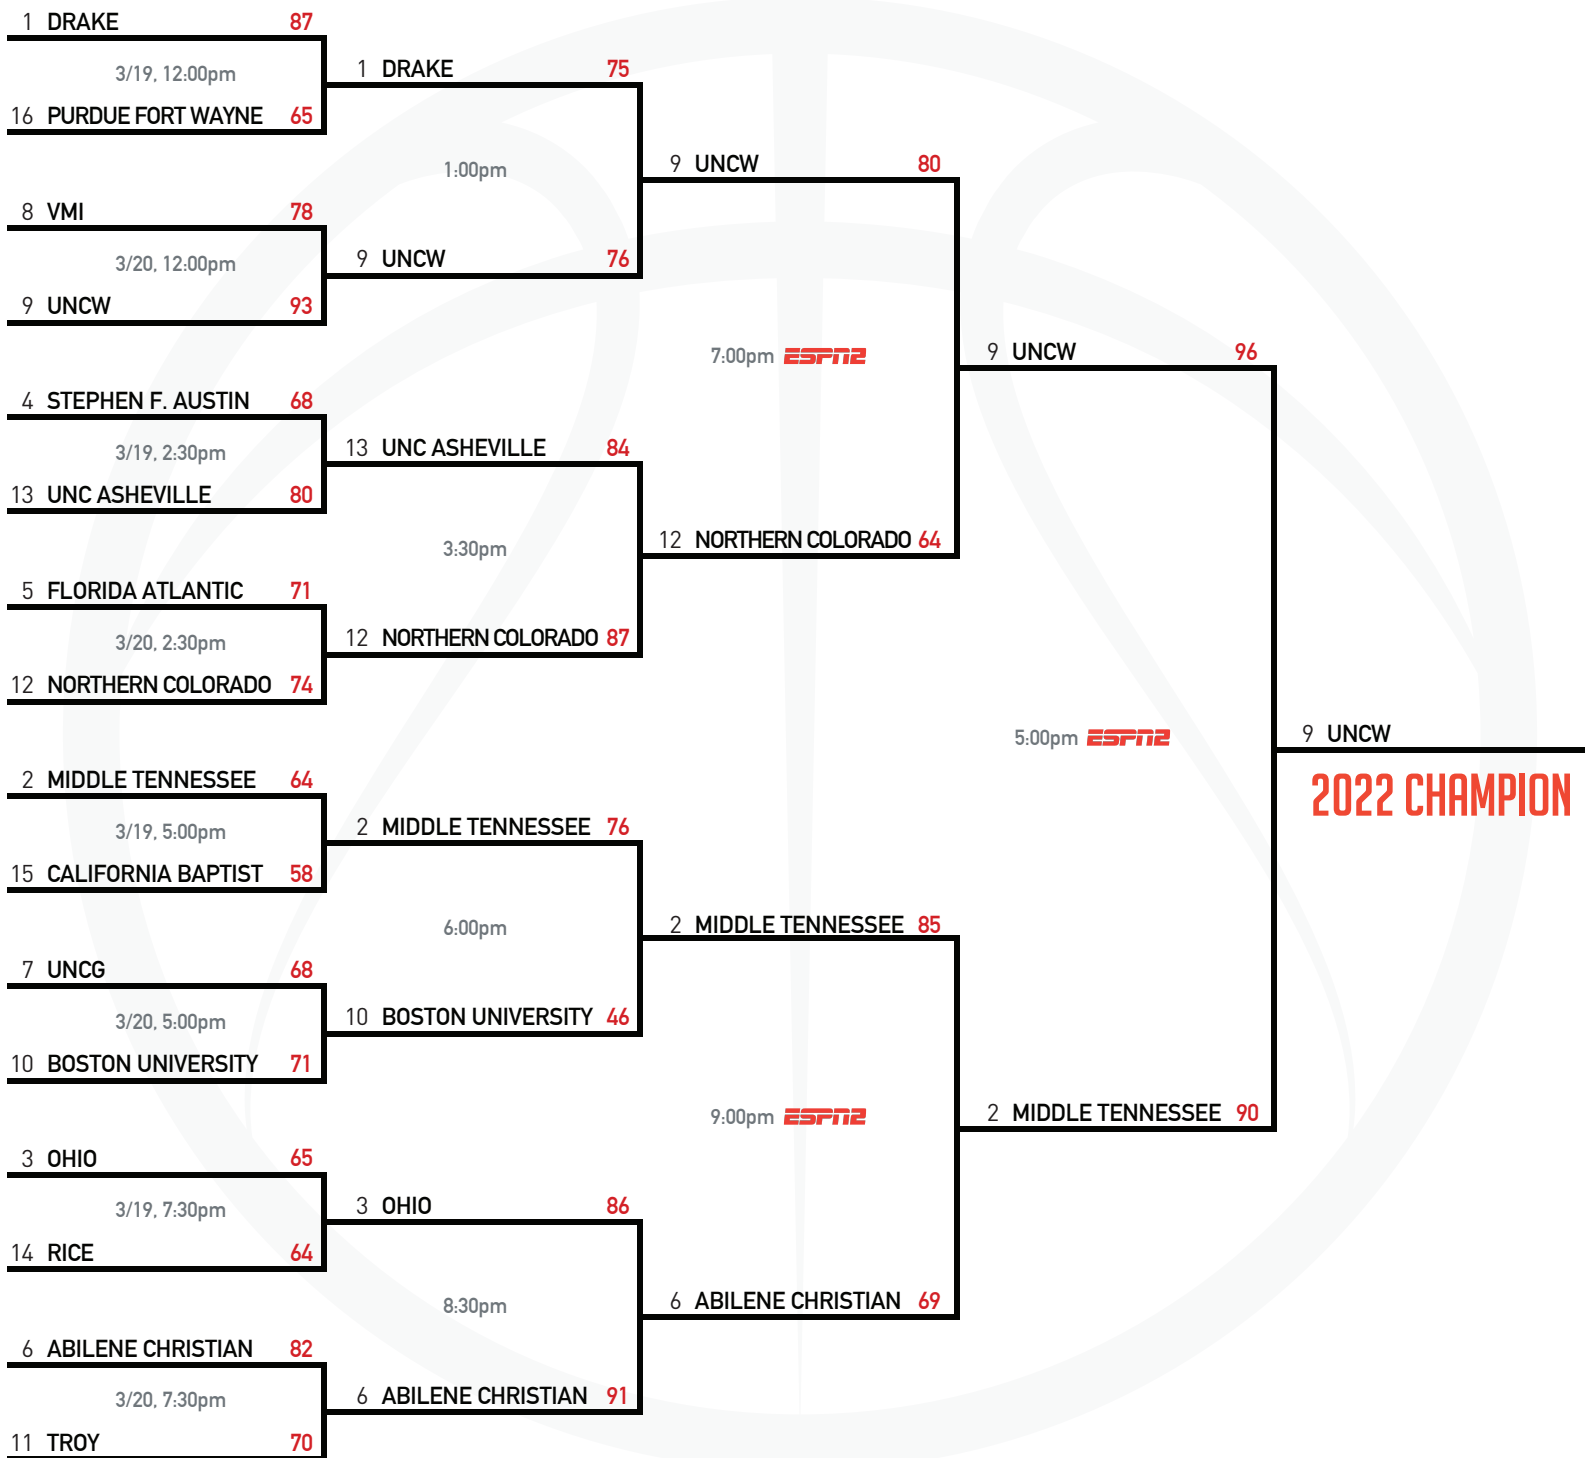 1 DRAKE 87
3/19, 12:00pm
16 PURDUE FORT WAYNE 65
8 VMI 78
3/20, 12:00pm
9 UNCW 93
4 STEPHEN F. AUSTIN 68
3/19, 2:30pm
13 UNC ASHEVILLE 80
5 FLORIDA ATLANTIC 71
3/20, 2:30pm
12 NORTHERN COLORADO 74
2 MIDDLE TENNESSEE 64
3/19, 5:00pm
15 CALIFORNIA BAPTIST 58
7 UNCG 68
3/20, 5:00pm
10 BOSTON UNIVERSITY 71
3 OHIO 65
3/19, 7:30pm
14 RICE 64
6 ABILENE CHRISTIAN 82
3/20, 7:30pm
11 TROY 70
1 DRAKE 75
1:00pm
9 UNCW 76
13 UNC ASHEVILLE 84
3:30pm
12 NORTHERN COLORADO 87
2 MIDDLE TENNESSEE 76
6:00pm
10 BOSTON UNIVERSITY 46
3 OHIO 86
8:30pm
6 ABILENE CHRISTIAN 91
9 UNCW 80
7:00pm ESPN2
12 NORTHERN COLORADO 64
2 MIDDLE TENNESSEE 85
9:00pm ESPN2
6 ABILENE CHRISTIAN 69
9 UNCW 96
5:00pm ESPN2
2 MIDDLE TENNESSEE 90
9 UNCW
2022 CHAMPION